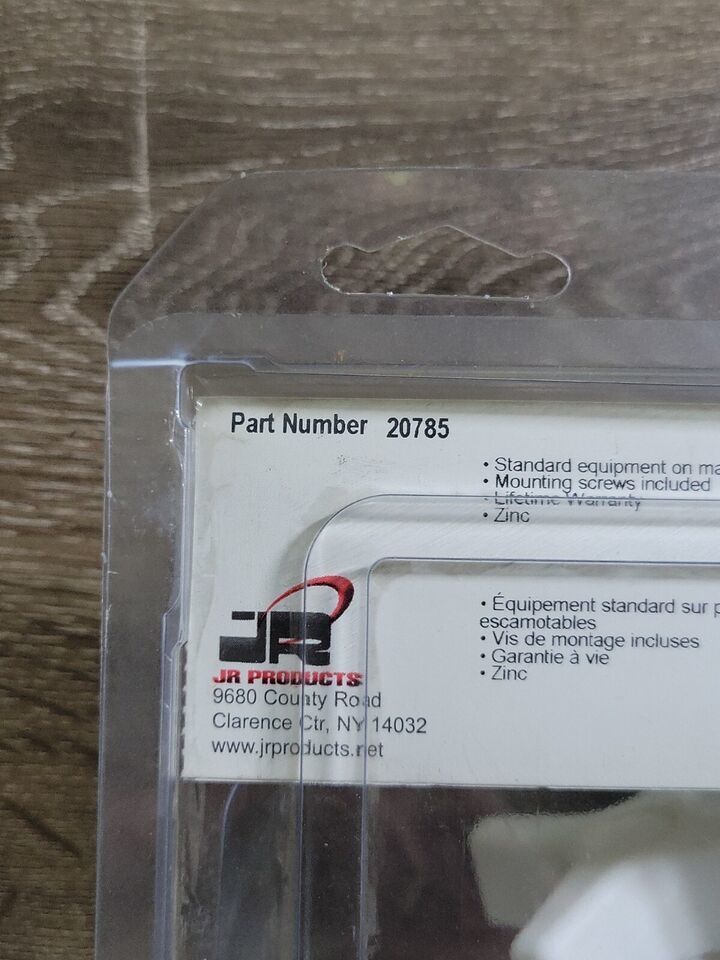 Part Number 20785
• Standard equipment on ma
• Mounting screws included
• Lifetime Warranty
• Zinc
• Équipement standard sur p
escamotables
• Vis de montage incluses
• Garantie à vie
• Zinc
JR
JR PRODUCTS
9680 County Road
Clarence Ctr, NY 14032
www.jrproducts.net